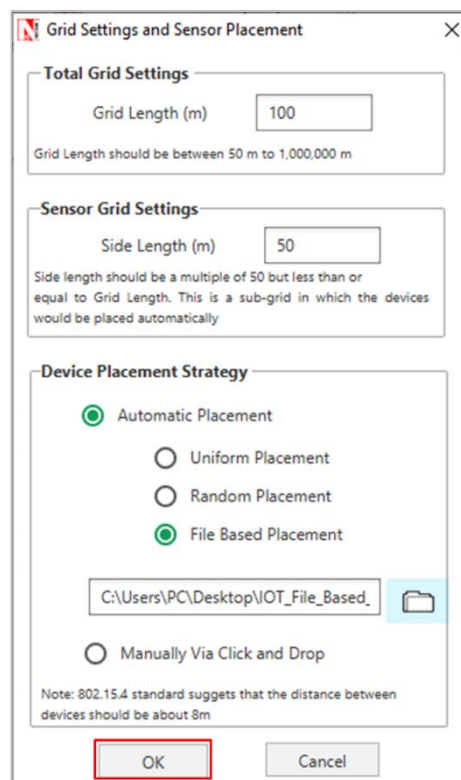 Grid Settings and Sensor Placement
Total Grid Settings
Grid Length (m) 100
Grid Length should be between 50 m to 1,000,000 m
Sensor Grid Settings
Side Length (m) 50
Side length should be a multiple of 50 but less than or
equal to Grid Length. This is a sub-grid in which the devices
would be placed automatically
Device Placement Strategy
Automatic Placement
Uniform Placement
Random Placement
File Based Placement
C:\Users\PC\Desktop\IOT_File_Based_
Manually Via Click and Drop
Note: 802.15.4 standard suggests that the distance between
devices should be about 8m
OK Cancel